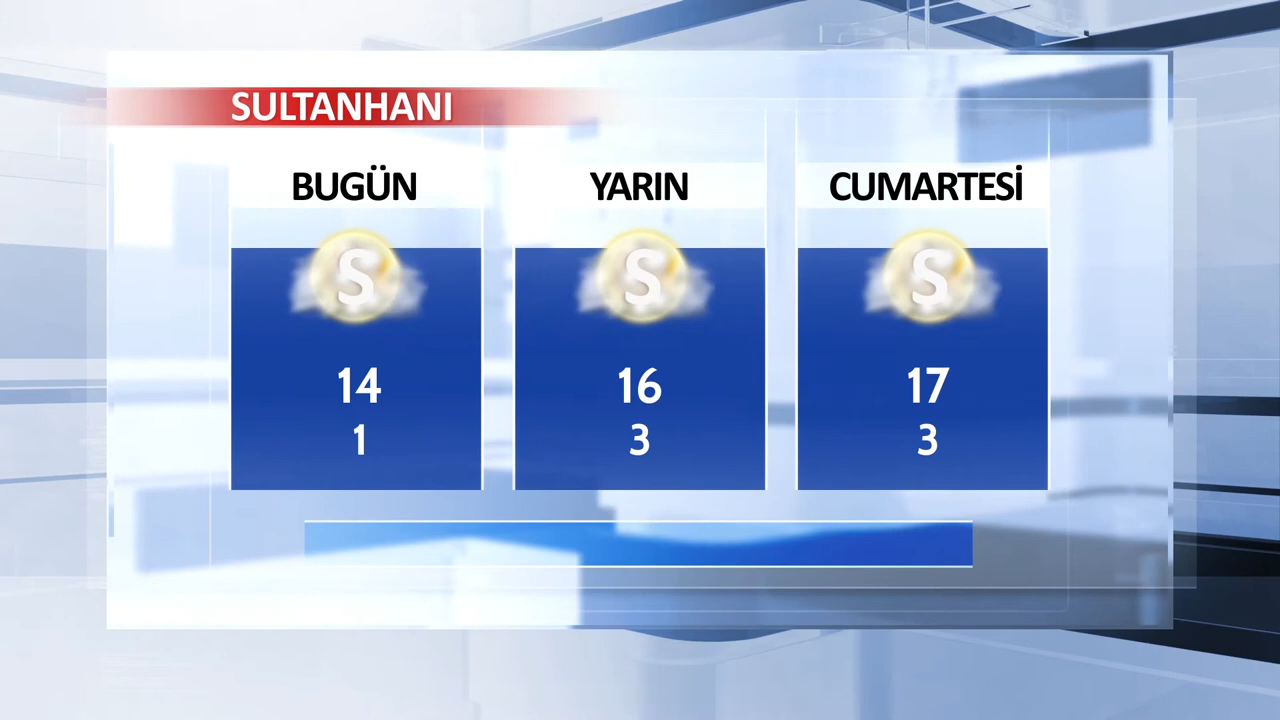 SULTANHANI
BUGÜN YARIN CUMARTESİ
Ş Ş Ş
14 16 17
1 3 3